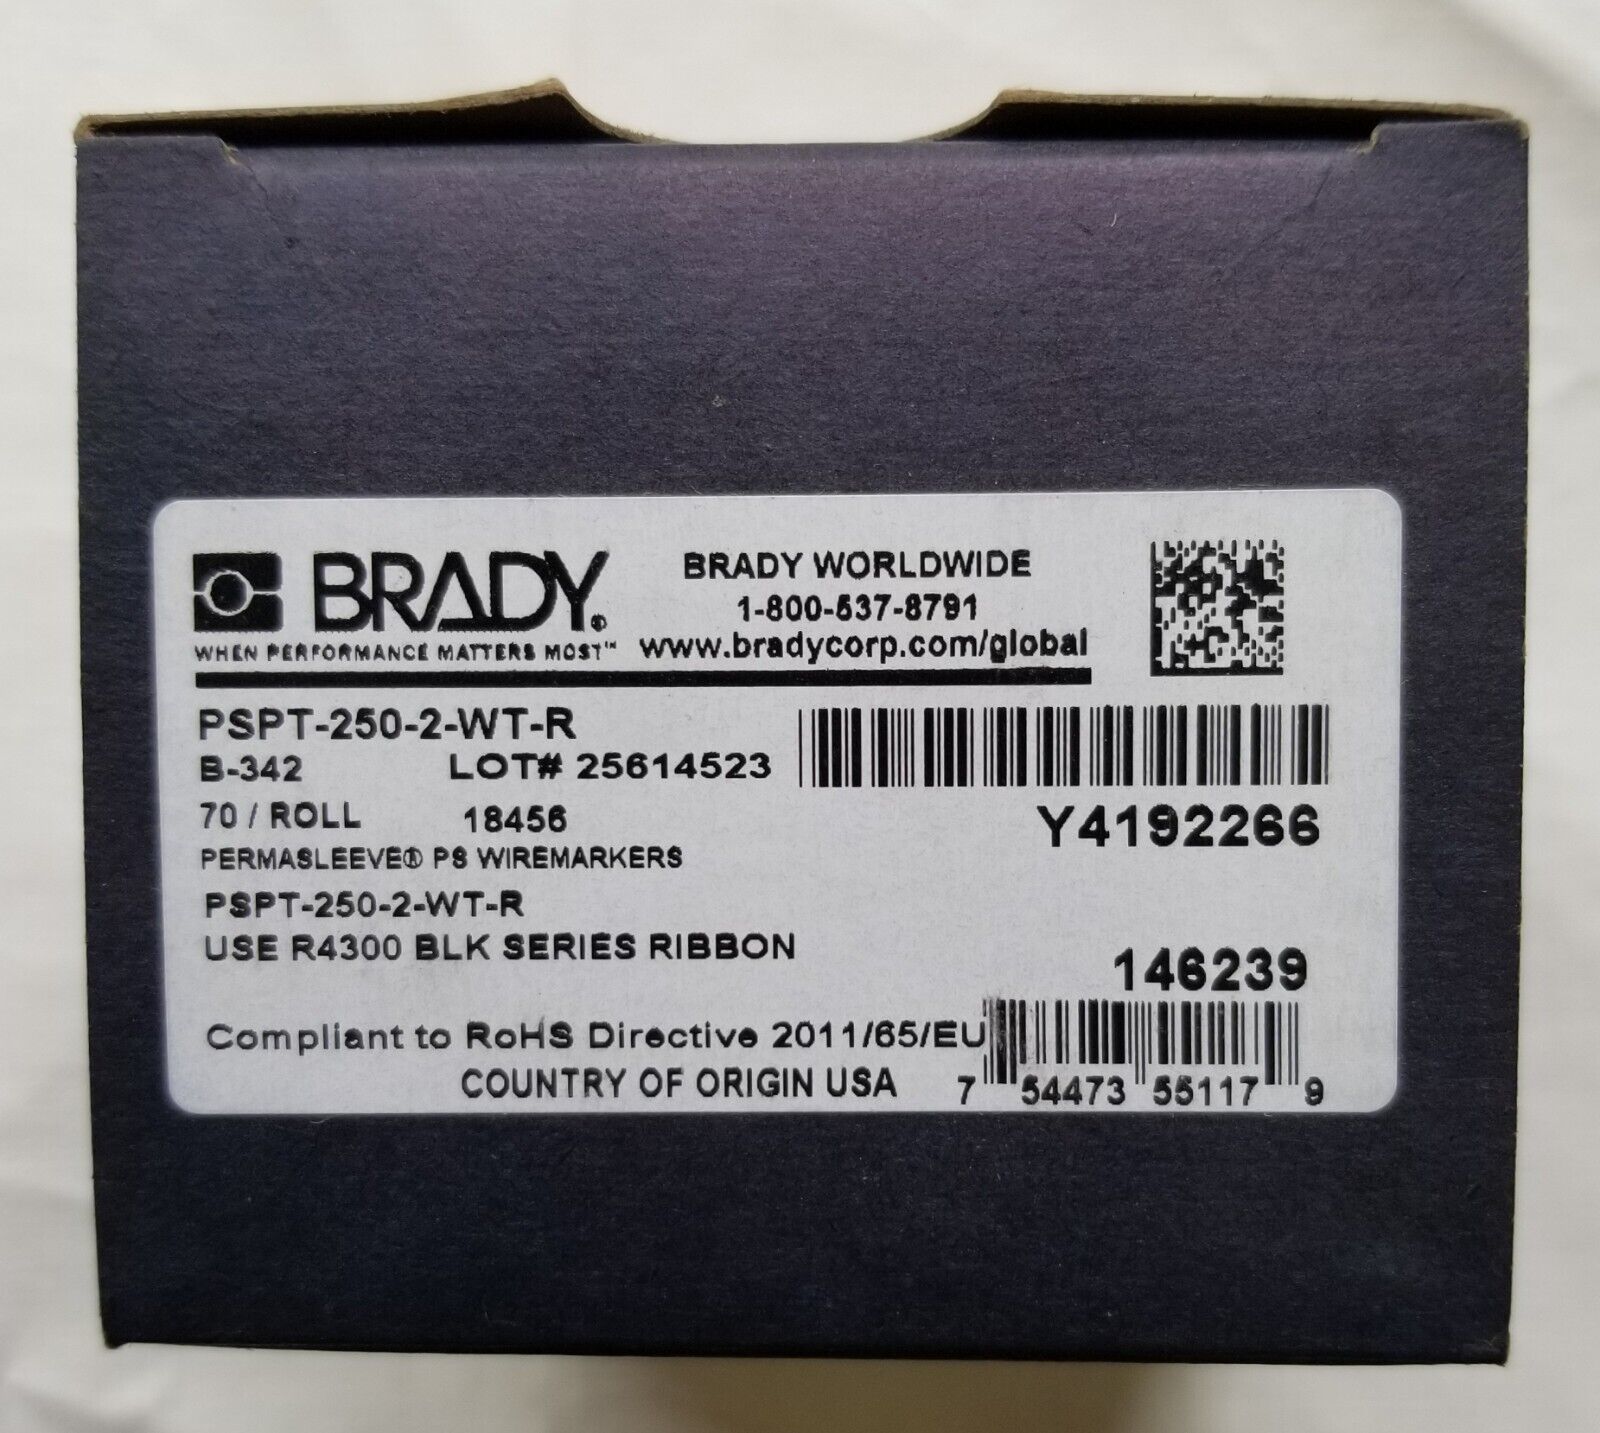 BRADY®
WHEN PERFORMANCE MATTERS MOST™
BRADY WORLDWIDE
1-800-537-8791
www.bradycorp.com/global
PSPT-250-2-WT-R
B-342 LOT# 25614523
70 / ROLL 18456
Y4192266
PERMASLEEVE® PS WIREMARKERS
PSPT-250-2-WT-R
USE R4300 BLK SERIES RIBBON
146239
Compliant to RoHS Directive 2011/65/EU
COUNTRY OF ORIGIN USA
7 54473 55117 9